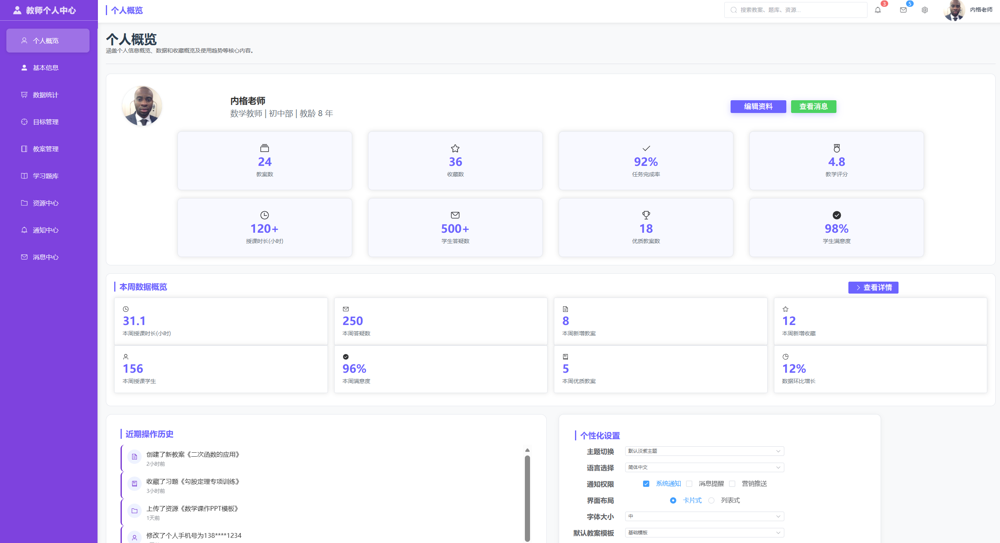 教师个人中心
个人概览
搜索教案、题库、资源...
3
5
内格老师
个人概览
基本信息
数据统计
目标管理
教案管理
学习题库
资源中心
通知中心
消息中心
个人概览
涵盖个人信息概览、数据和收藏概览及使用趋势等核心内容。
内格老师
数学教师 | 初中部 | 教龄 8 年
编辑资料
查看消息
24
教案数
36
收藏数
92%
任务完成率
4.8
教学评分
120+
授课时长(小时)
500+
学生答疑数
18
优质教案数
98%
学生满意度
本周数据概览
查看详情
31.1
本周授课时长(小时)
250
本周答疑数
8
本周新增教案
12
本周新增收藏
156
本周授课学生
96%
本周满意度
5
本周优质教案
12%
数据环比增长
近期操作历史
创建了新教案《二次函数的应用》
2小时前
收藏了习题《勾股定理专项训练》
3小时前
上传了资源《数学课作PPT模板》
1天前
修改了个人手机号为138****1234
个性化设置
主题切换 默认淡紫主题
语言选择 简体中文
通知权限 系统通知 消息提醒 营销推送
界面布局 卡片式 列表式
字体大小 中
默认教案模板 基础模板